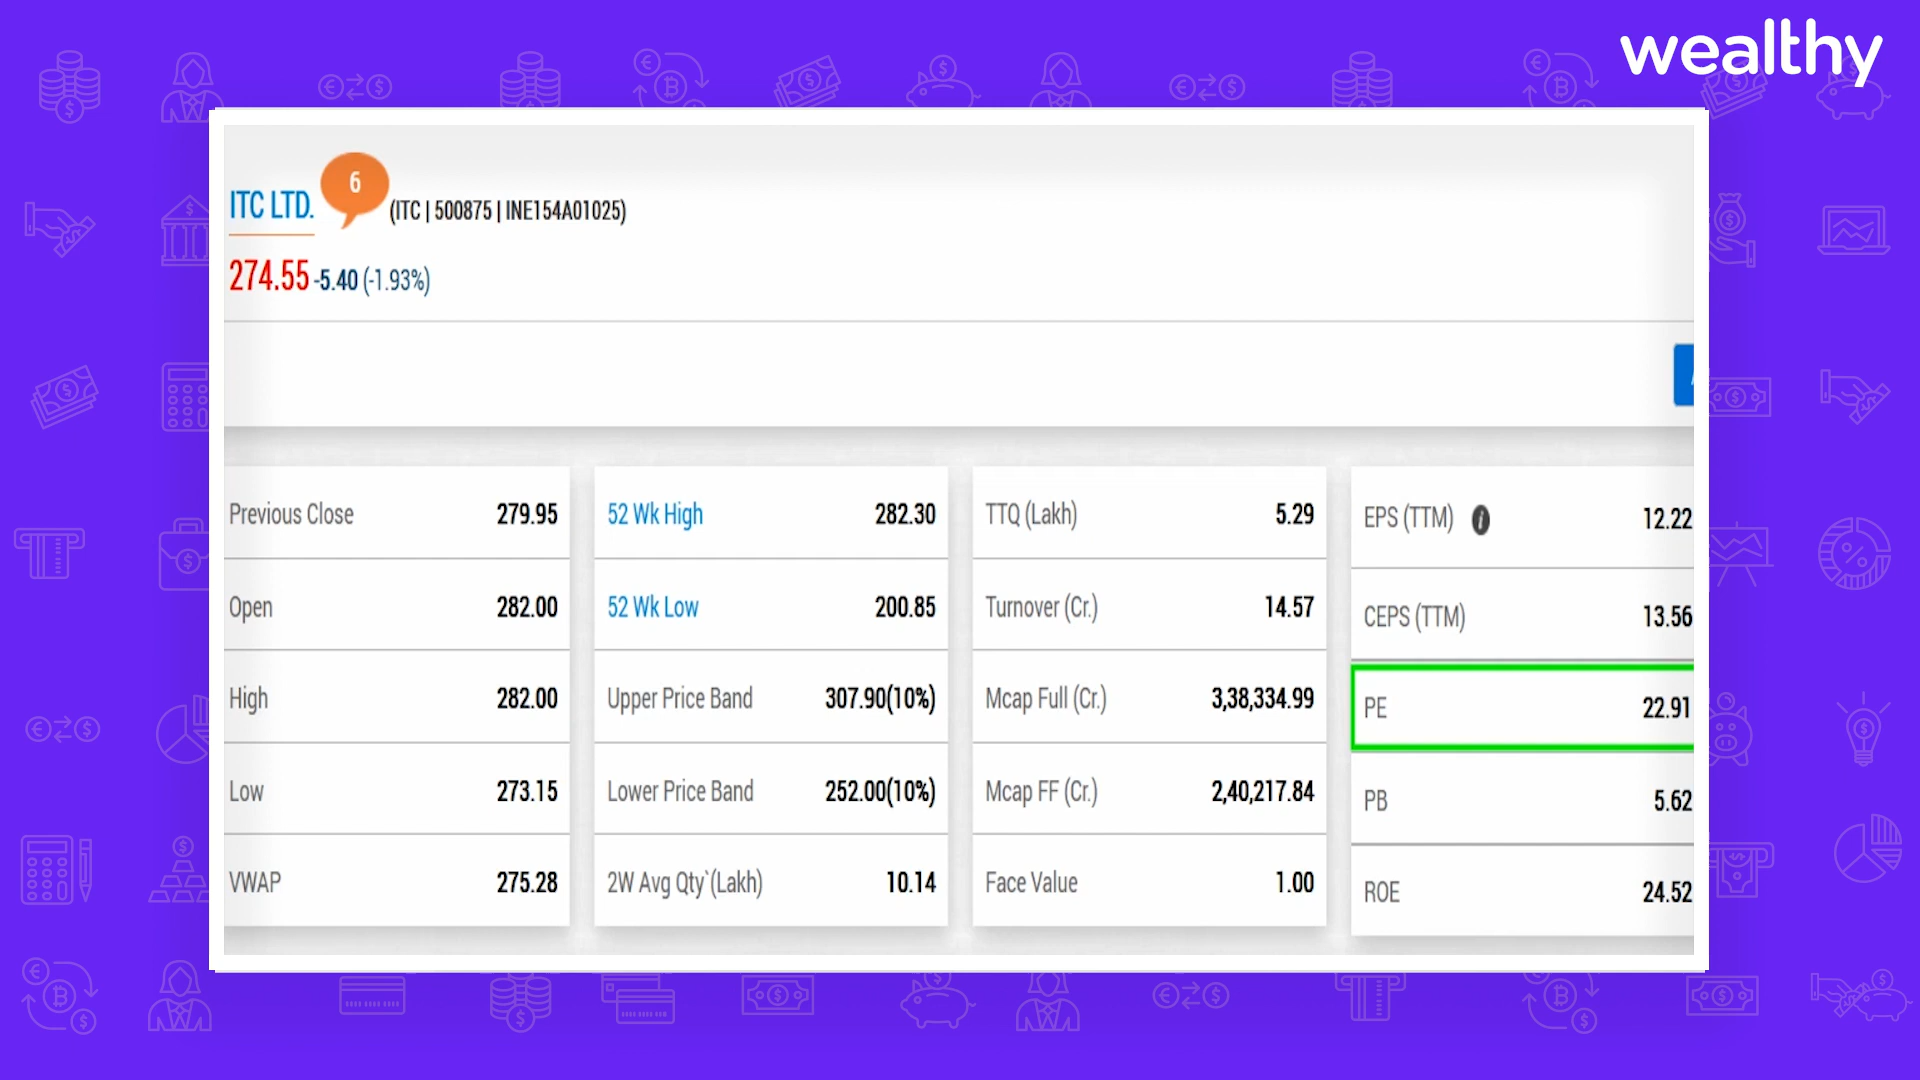 wealthy
ITC LTD.
6
(ITC | 500875 | INE154A01025)
274.55 -5.40 (-1.93%)
Previous Close 279.95
Open 282.00
High 282.00
Low 273.15
VWAP 275.28
52 Wk High 282.30
52 Wk Low 200.85
Upper Price Band 307.90(10%)
Lower Price Band 252.00(10%)
2W Avg Qty`(Lakh) 10.14
TTQ (Lakh) 5.29
Turnover (Cr.) 14.57
Mcap Full (Cr.) 3,38,334.99
Mcap FF (Cr.) 2,40,217.84
Face Value 1.00
EPS (TTM) i 12.22
CEPS (TTM) 13.56
PE 22.91
PB 5.62
ROE 24.52